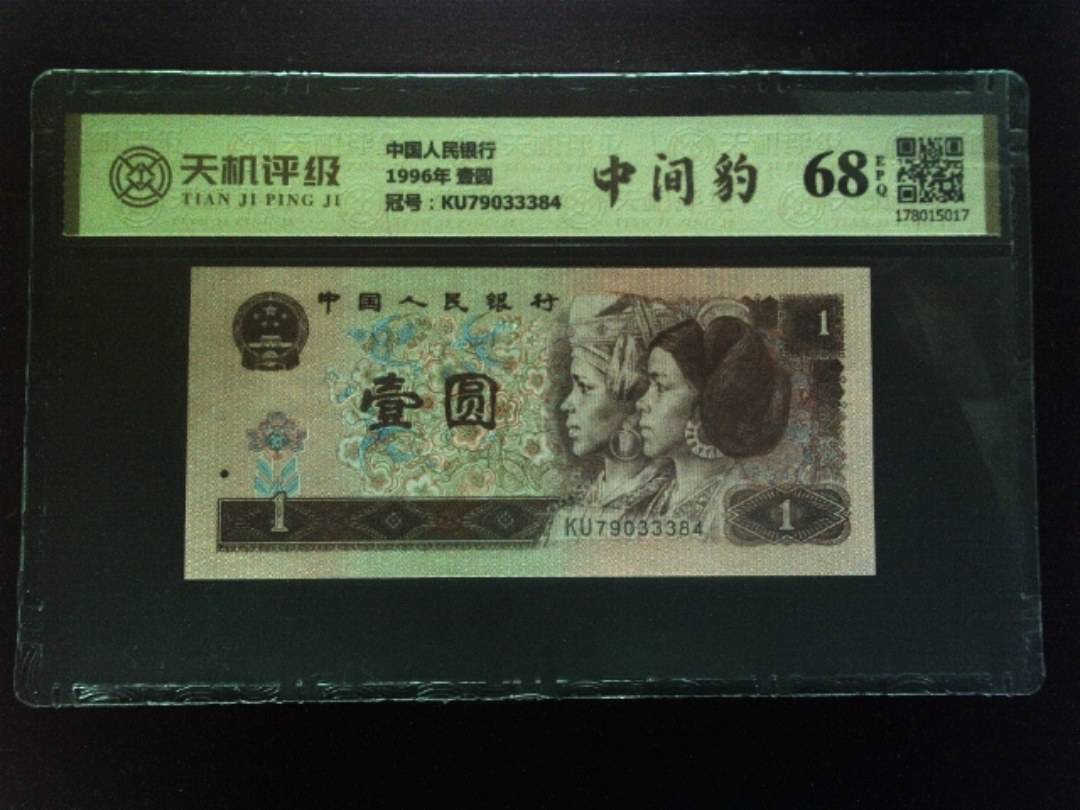 天机评级
TIAN JI PING JI
中国人民银行
1996年 壹圆
冠号：KU79033384
中间豹
68
EPQ
178015017
中国人民银行
1
壹圆
1
KU79033384
1